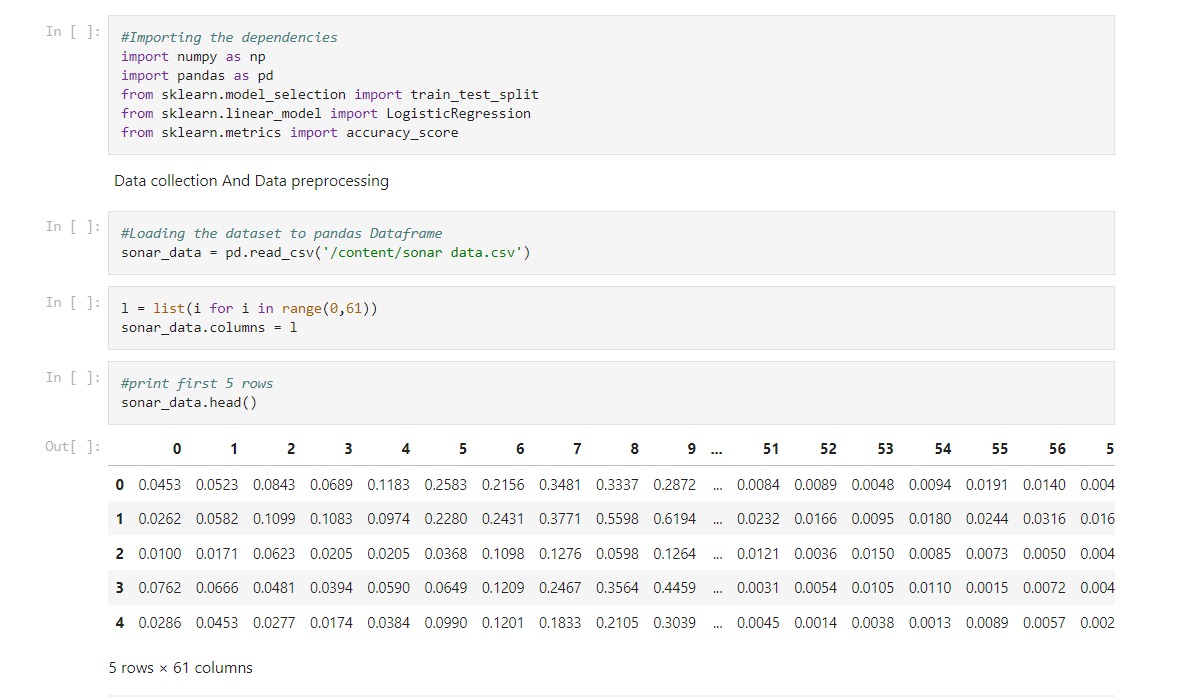 In [ ]:
#Importing the dependencies
import numpy as np
import pandas as pd
from sklearn.model_selection import train_test_split
from sklearn.linear_model import LogisticRegression
from sklearn.metrics import accuracy_score
Data collection And Data preprocessing
In [ ]:
#Loading the dataset to pandas Dataframe
sonar_data = pd.read_csv('/content/sonar data.csv')
In [ ]:
l = list(i for i in range(0,61))
sonar_data.columns = l
In [ ]:
#print first 5 rows
sonar_data.head()
Out[ ]:
0 1 2 3 4 5 6 7 8 9 ... 51 52 53 54 55 56 5
0 0.0453 0.0523 0.0843 0.0689 0.1183 0.2583 0.2156 0.3481 0.3337 0.2872 ... 0.0084 0.0089 0.0048 0.0094 0.0191 0.0140 0.004
1 0.0262 0.0582 0.1099 0.1083 0.0974 0.2280 0.2431 0.3771 0.5598 0.6194 ... 0.0232 0.0166 0.0095 0.0180 0.0244 0.0316 0.016
2 0.0100 0.0171 0.0623 0.0205 0.0205 0.0368 0.1098 0.1276 0.0598 0.1264 ... 0.0121 0.0036 0.0150 0.0085 0.0073 0.0050 0.004
3 0.0762 0.0666 0.0481 0.0394 0.0590 0.0649 0.1209 0.2467 0.3564 0.4459 ... 0.0031 0.0054 0.0105 0.0110 0.0015 0.0072 0.004
4 0.0286 0.0453 0.0277 0.0174 0.0384 0.0990 0.1201 0.1833 0.2105 0.3039 ... 0.0045 0.0014 0.0038 0.0013 0.0089 0.0057 0.002
5 rows × 61 columns